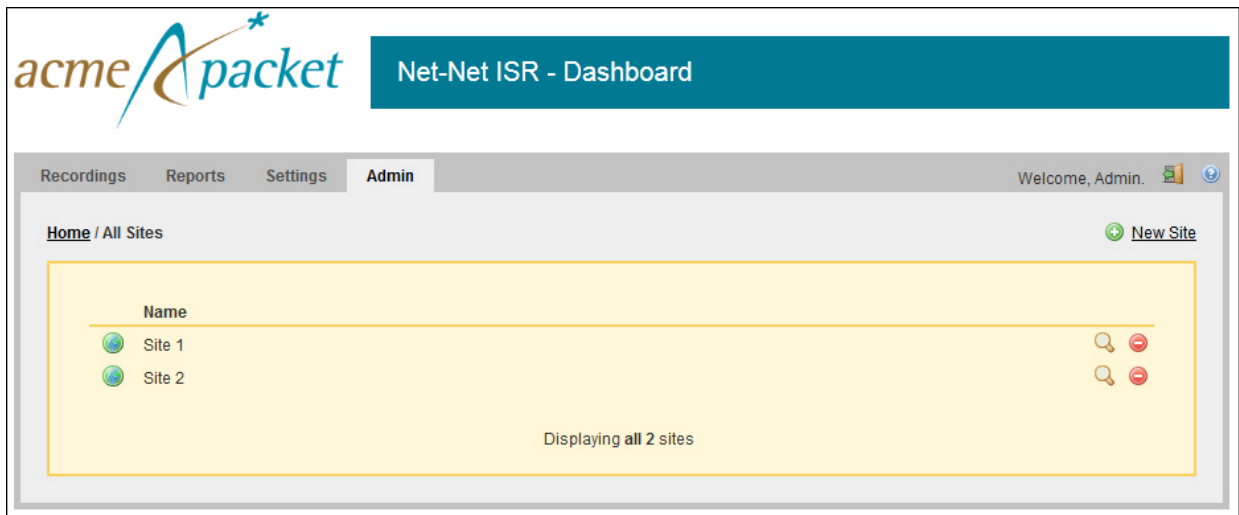 acme packet
Net-Net ISR - Dashboard
Recordings Reports Settings Admin Welcome, Admin.
Home / All Sites New Site
Name
Site 1
Site 2
Displaying all 2 sites